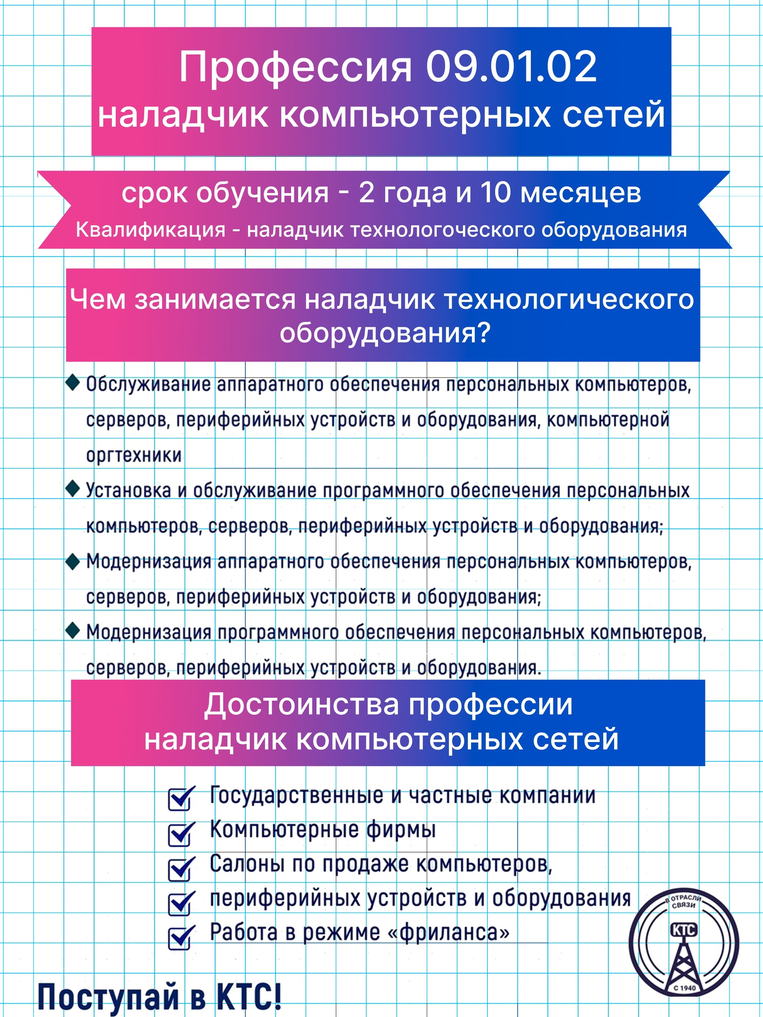 Профессия 09.01.02
наладчик компьютерных сетей
срок обучения - 2 года и 10 месяцев
Квалификация - наладчик технологоческого оборудования
Чем занимается наладчик технологического
оборудования?
Обслуживание аппаратного обеспечения персональных компьютеров,
серверов, периферийных устройств и оборудования, компьютерной
оргтехники
Установка и обслуживание программного обеспечения персональных
компьютеров, серверов, периферийных устройств и оборудования;
Модернизация аппаратного обеспечения персональных компьютеров,
серверов, периферийных устройств и оборудования;
Модернизация программного обеспечения персональных компьютеров,
серверов, периферийных устройств и оборудования.
Достоинства профессии
наладчик компьютерных сетей
Государственные и частные компании
Компьютерные фирмы
Салоны по продаже компьютеров,
периферийных устройств и оборудования
Работа в режиме «фриланса»
В ОТРАСЛИ
СВЯЗИ
КТС
С 1940
Поступай в КТС!